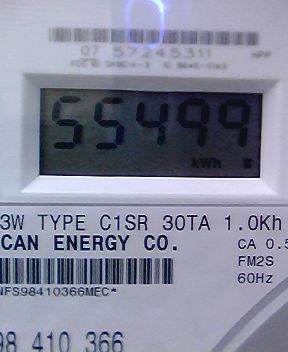 07 57245311
55499
kWh
3W TYPE C1SR 30TA 1.0Kh
CAN ENERGY CO.
CA 0.5
FM2S
60Hz
NFS98410366MEC*
98 410 366